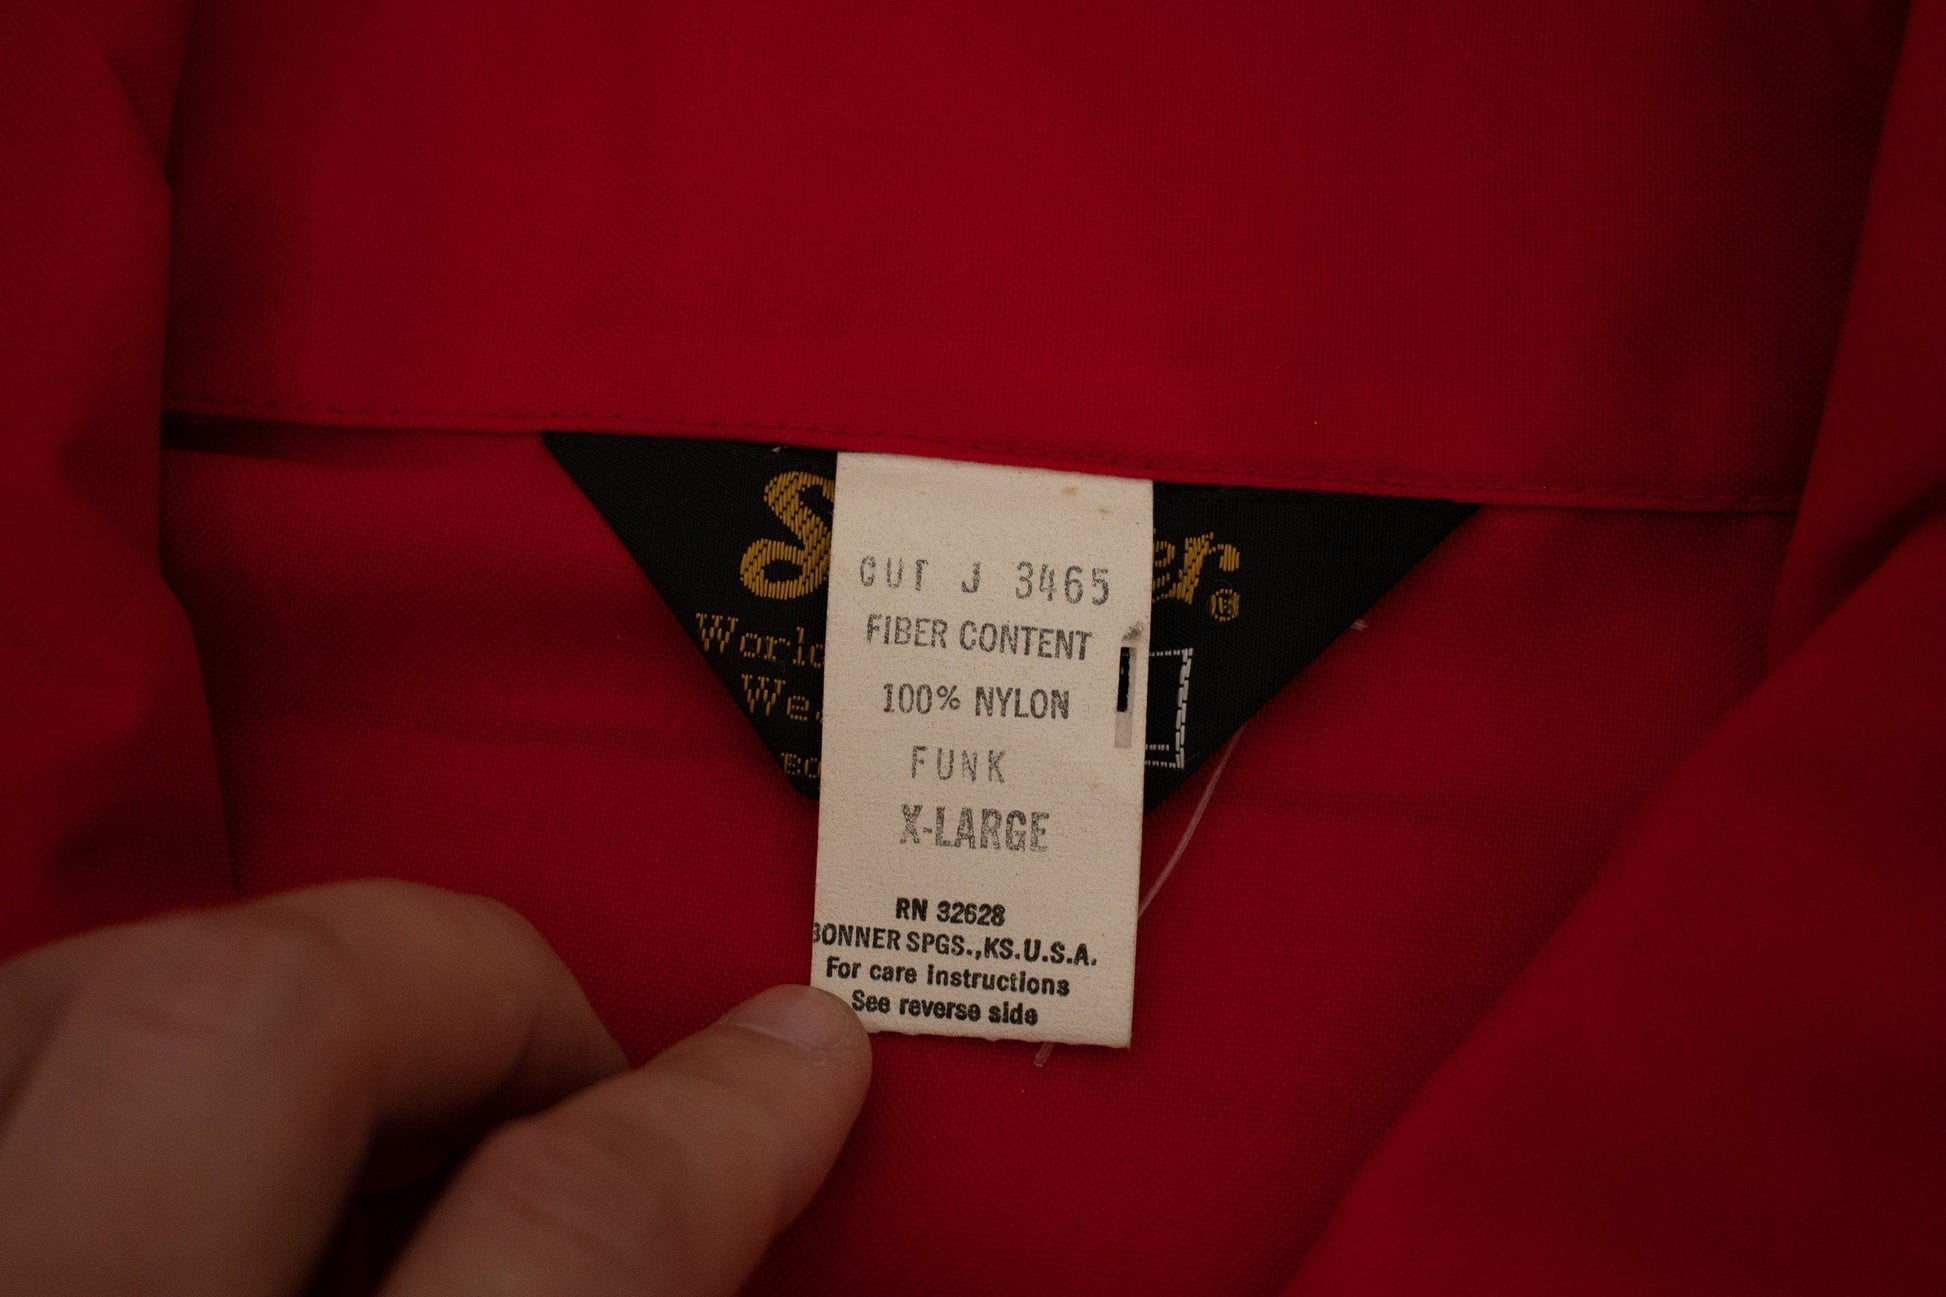 CUT J 3465
FIBER CONTENT
100% NYLON
FUNK
X-LARGE
RN 32628
BONNER SPGS.,KS.U.S.A.
For care instructions
See reverse side